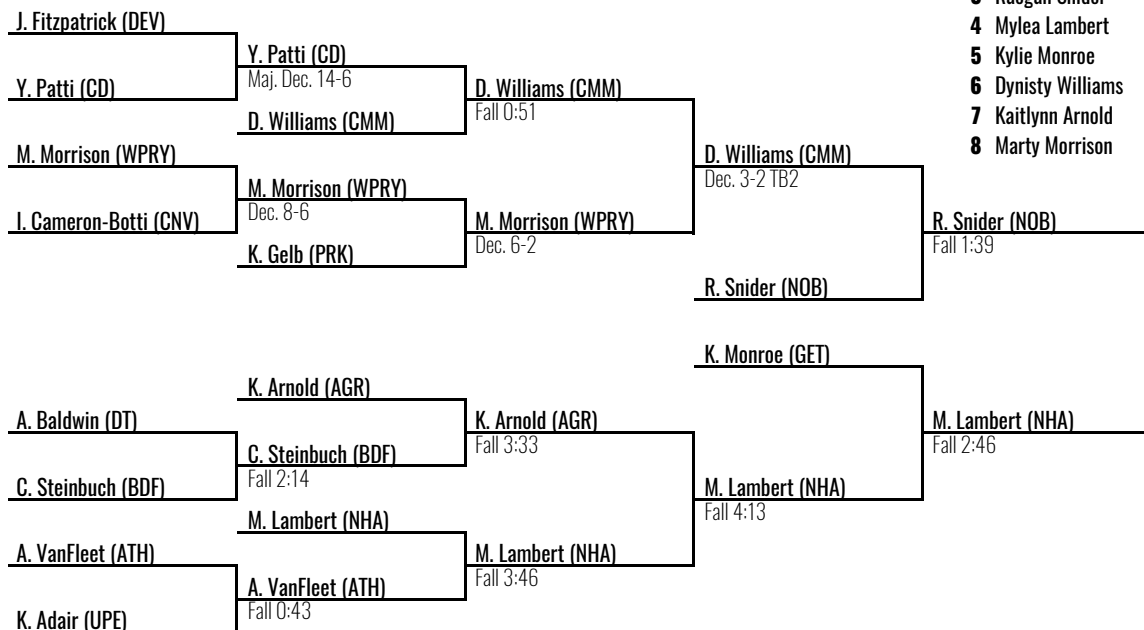 J. Fitzpatrick (DEV)
Y. Patti (CD)
Maj. Dec. 14-6
Y. Patti (CD)
D. Williams (CMM)
Fall 0:51
D. Williams (CMM)
M. Morrison (WPRY)
D. Williams (CMM)
Dec. 3-2 TB2
M. Morrison (WPRY)
Dec. 8-6
I. Cameron-Botti (CNV)
M. Morrison (WPRY)
Dec. 6-2
K. Gelb (PRK)
R. Snider (NOB)
Fall 1:39
R. Snider (NOB)
K. Monroe (GET)
K. Arnold (AGR)
A. Baldwin (DT)
K. Arnold (AGR)
Fall 3:33
M. Lambert (NHA)
Fall 2:46
C. Steinbuch (BDF)
Fall 2:14
C. Steinbuch (BDF)
M. Lambert (NHA)
Fall 4:13
M. Lambert (NHA)
A. VanFleet (ATH)
M. Lambert (NHA)
Fall 3:46
A. VanFleet (ATH)
Fall 0:43
K. Adair (UPE)
4 Mylea Lambert
5 Kylie Monroe
6 Dynisty Williams
7 Kaitlynn Arnold
8 Marty Morrison